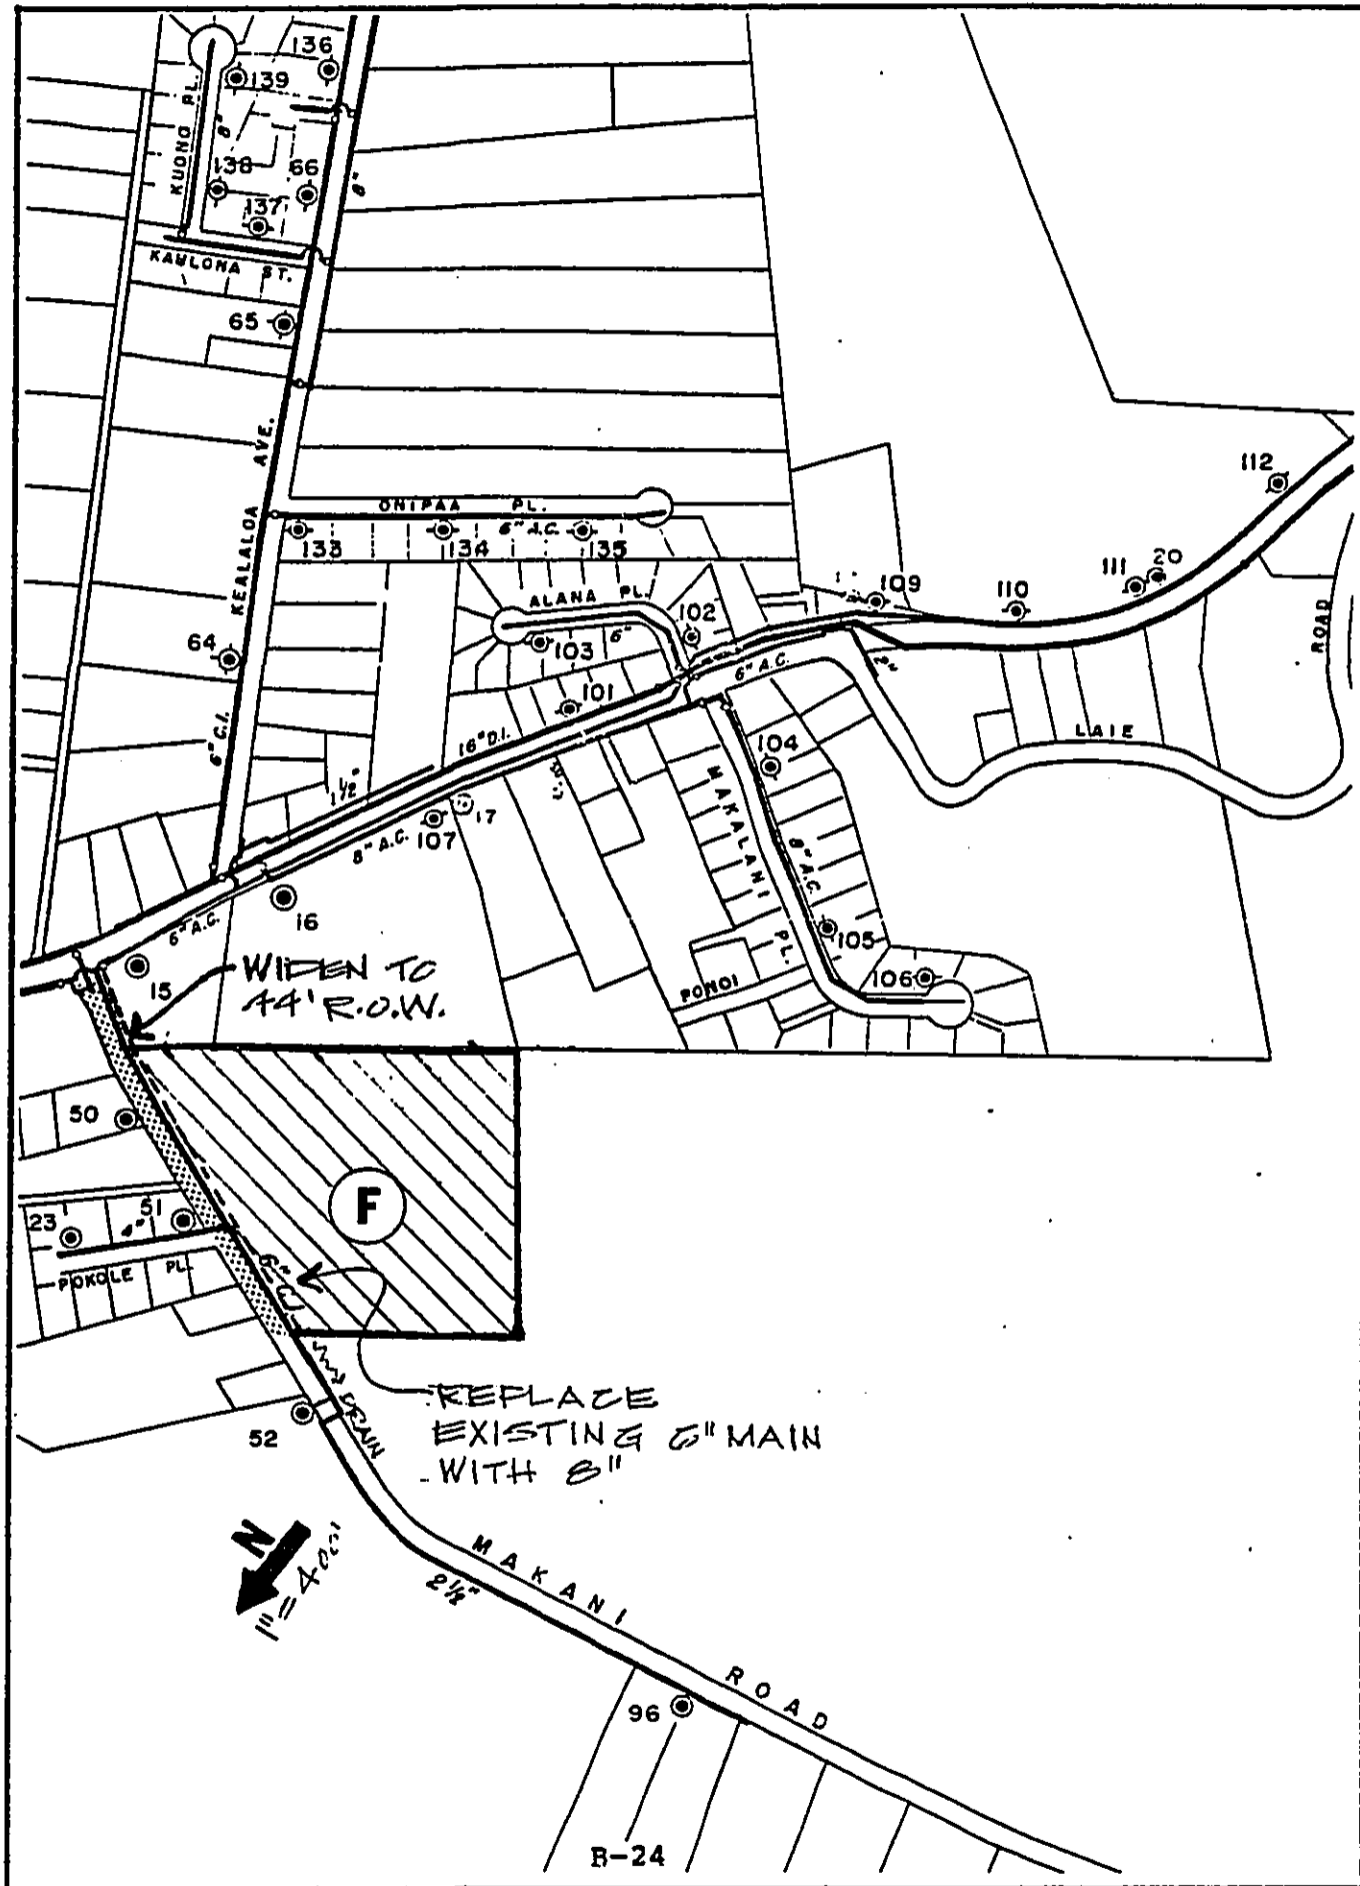 136
139
KUONO PL.
8"
138
66
8"
137
KAULONA ST.
65
KEALALOA AVE.
ONIPAA PL.
6" A.C.
133
134
135
112
111
20
109
110
ALANA PL.
6"
102
103
64
6" C.I.
101
6" A.C.
2"
ROAD
LAIE
16" D.I.
1 1/2"
104
MAKALANI PL.
8" A.C.
107
17
8" A.C.
16
6" A.C.
105
106
PONOI
15
WIDEN TO
44' R.O.W.
50
F
23
51
4"
POKOLE PL.
6" C.I.
DRAIN
52
REPLACE
EXISTING 6" MAIN
WITH 8"
N
1" = 400'
MAKANI ROAD
2 1/2"
96
B-24